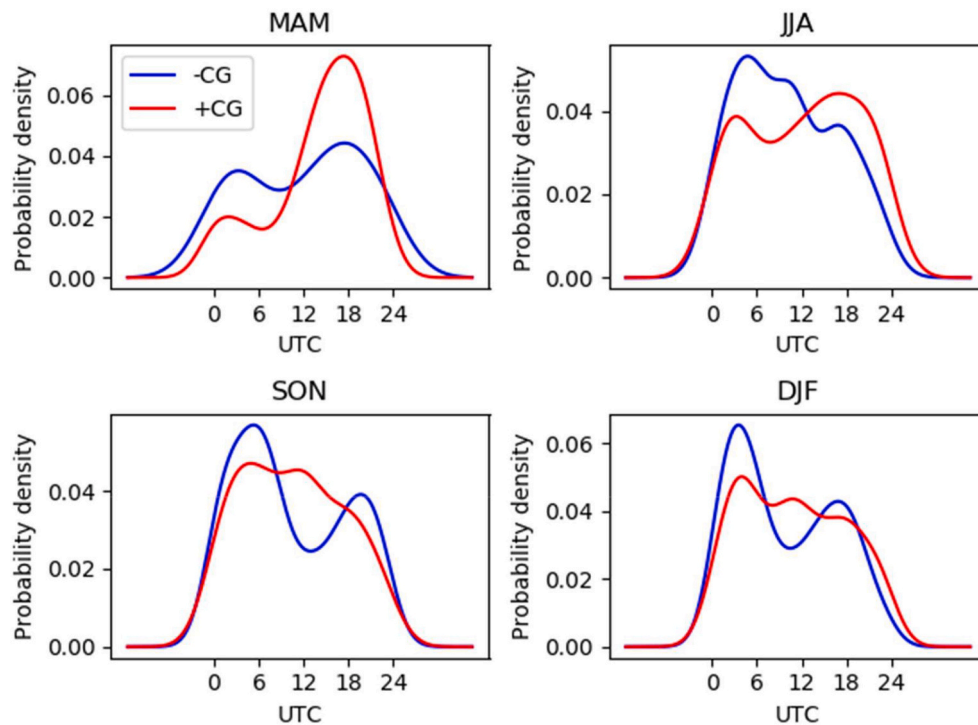 MAM
Probability density
0.06
0.04
0.02
0.00
-CG
+CG
0 6 12 18 24
UTC
JJA
Probability density
0.04
0.02
0.00
0 6 12 18 24
UTC
SON
Probability density
0.04
0.02
0.00
0 6 12 18 24
UTC
DJF
Probability density
0.06
0.04
0.02
0.00
0 6 12 18 24
UTC